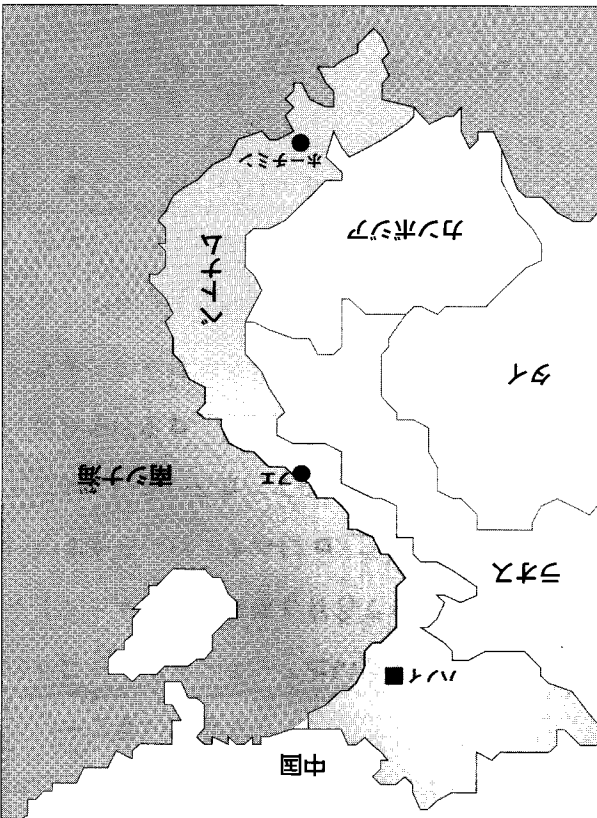 中国
ハノイ
ラオス
フエ
南シナ海
タイ
ベトナム
カンボジア
ホーチミン